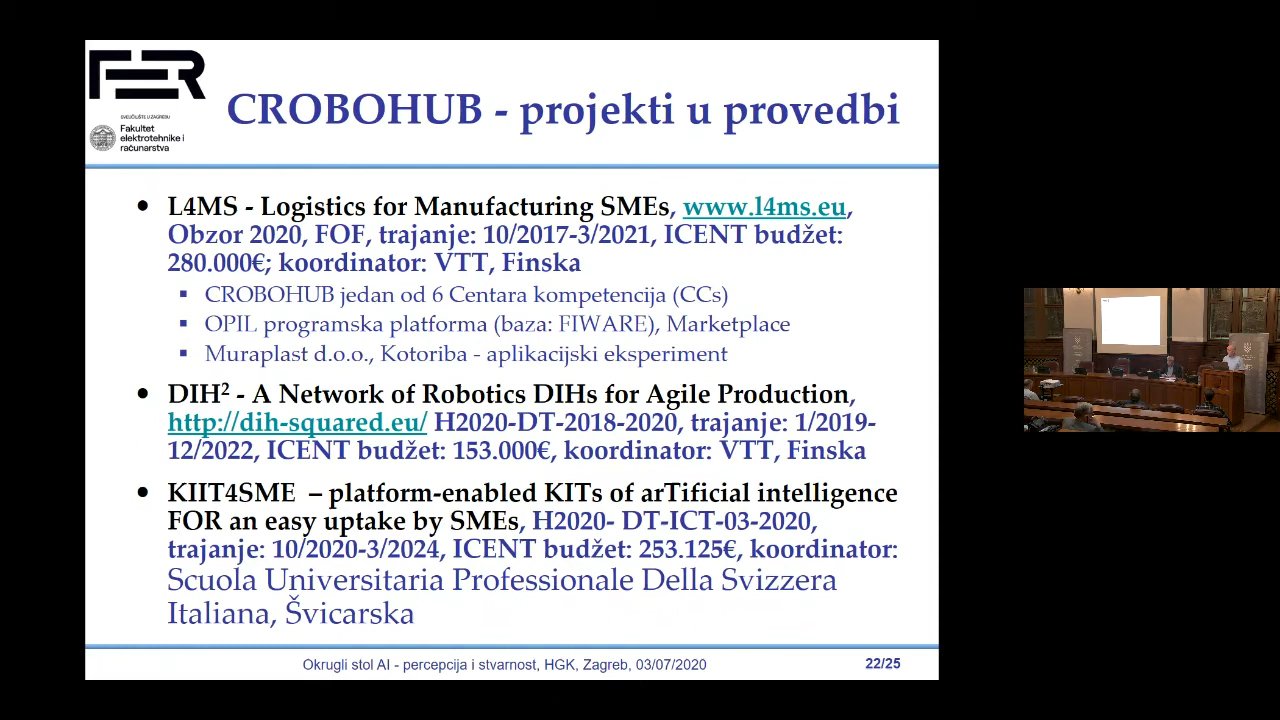 FER
SVEUČILIŠTE U ZAGREBU
Fakultet
elektrotehnike i
računarstva
CROBOHUB - projekti u provedbi
• L4MS - Logistics for Manufacturing SMEs, www.l4ms.eu,
Obzor 2020, FOF, trajanje: 10/2017-3/2021, ICENT budžet:
280.000€; koordinator: VTT, Finska
▪ CROBOHUB jedan od 6 Centara kompetencija (CCs)
▪ OPIL programska platforma (baza: FIWARE), Marketplace
▪ Muraplast d.o.o., Kotoriba - aplikacijski eksperiment
• DIH² - A Network of Robotics DIHs for Agile Production,
http://dih-squared.eu/ H2020-DT-2018-2020, trajanje: 1/2019-
12/2022, ICENT budžet: 153.000€, koordinator: VTT, Finska
• KIIT4SME – platform-enabled KITs of arTificial intelligence
FOR an easy uptake by SMEs, H2020- DT-ICT-03-2020,
trajanje: 10/2020-3/2024, ICENT budžet: 253.125€, koordinator:
Scuola Universitaria Professionale Della Svizzera
Italiana, Švicarska
Okrugli stol AI - percepcija i stvarnost, HGK, Zagreb, 03/07/2020
22/25